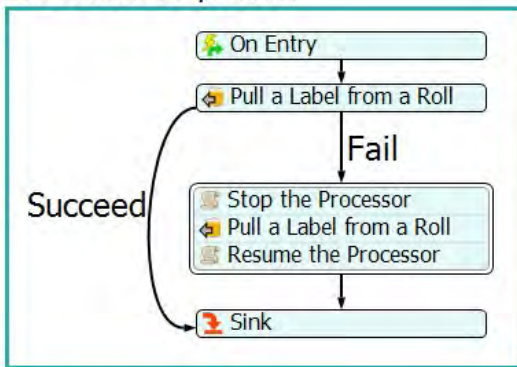 On Entry
Pull a Label from a Roll
Fail
Succeed
Stop the Processor
Pull a Label from a Roll
Resume the Processor
Sink